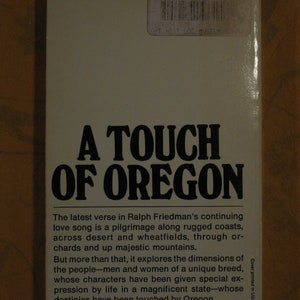 A TOUCH
OF OREGON
The latest verse in Ralph Friedman's continuing
love song is a pilgrimage along rugged coasts,
across desert and wheatfields, through or-
chards and up majestic mountains.
But more than that, it explores the dimensions of
the people—men and women of a unique breed,
whose characters have been given special ex-
pression by life in a magnificent state—whose
destinies have been touched by Oregon.